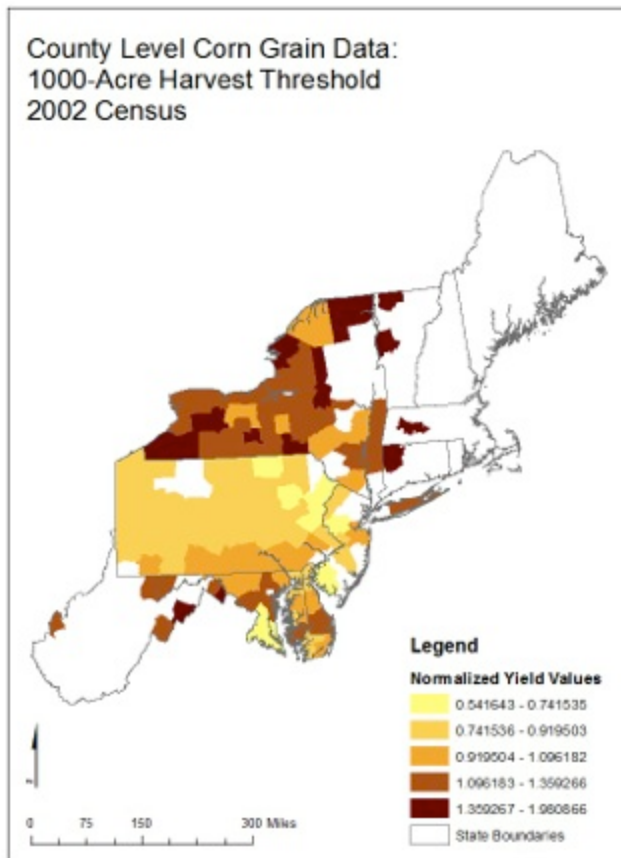 County Level Corn Grain Data:
1000-Acre Harvest Threshold
2002 Census
Legend
Normalized Yield Values
0.541643 - 0.741535
0.741536 - 0.919503
0.919504 - 1.096182
1.096183 - 1.359266
1.359267 - 1.980866
State Boundaries
0 75 150 300 Miles